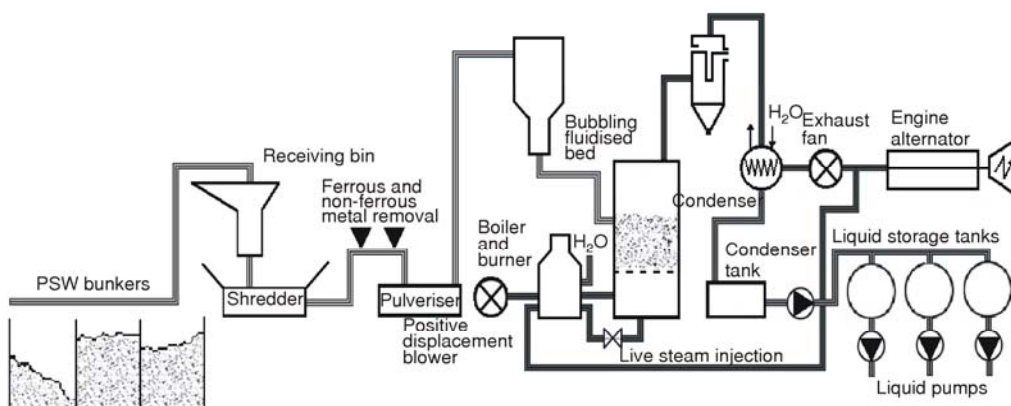 PSW bunkers
Receiving bin
Shredder
Ferrous and
non-ferrous
metal removal
Pulveriser
Positive
displacement
blower
Boiler
and
burner
H2O
Bubbling
fluidised
bed
Live steam injection
Condenser
H2O
Exhaust
fan
Engine
alternator
Condenser
tank
Liquid storage tanks
Liquid pumps